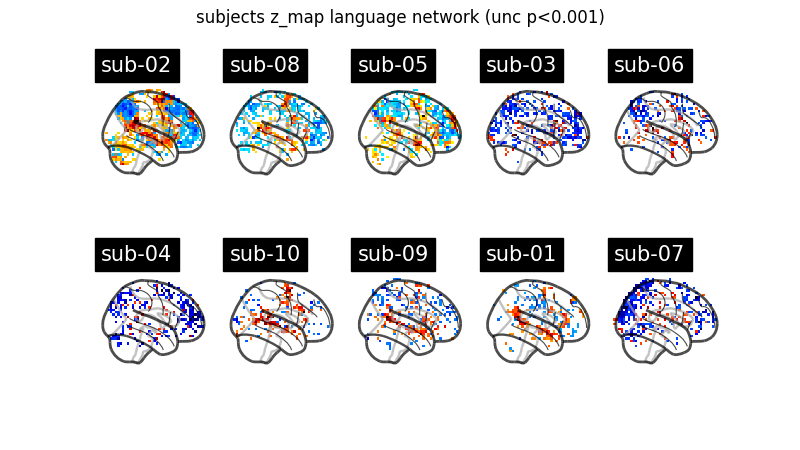 subjects z_map language network (unc p<0.001)
sub-02
sub-08
sub-05
sub-03
sub-06
sub-04
sub-10
sub-09
sub-01
sub-07